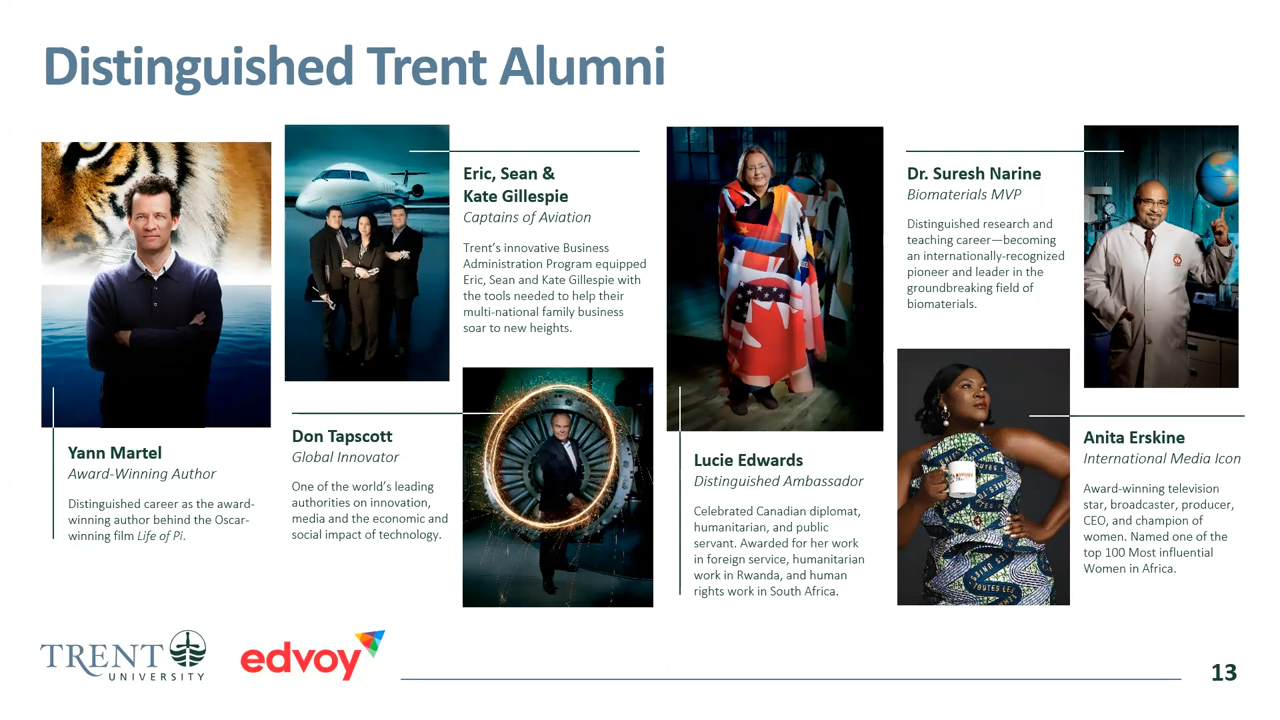 Distinguished Trent Alumni
Yann Martel
Award-Winning Author
Distinguished career as the award-
winning author behind the Oscar-
winning film Life of Pi.
Eric, Sean &
Kate Gillespie
Captains of Aviation
Trent's innovative Business
Administration Program equipped
Eric, Sean and Kate Gillespie with
the tools needed to help their
multi-national family business
soar to new heights.
Don Tapscott
Global Innovator
One of the world's leading
authorities on innovation,
media and the economic and
social impact of technology.
Lucie Edwards
Distinguished Ambassador
Celebrated Canadian diplomat,
humanitarian, and public
servant. Awarded for her work
in foreign service, humanitarian
work in Rwanda, and human
rights work in South Africa.
Dr. Suresh Narine
Biomaterials MVP
Distinguished research and
teaching career—becoming
an internationally-recognized
pioneer and leader in the
groundbreaking field of
biomaterials.
Anita Erskine
International Media Icon
Award-winning television
star, broadcaster, producer,
CEO, and champion of
women. Named one of the
top 100 Most influential
Women in Africa.
TRENT
UNIVERSITY
edvoy
13